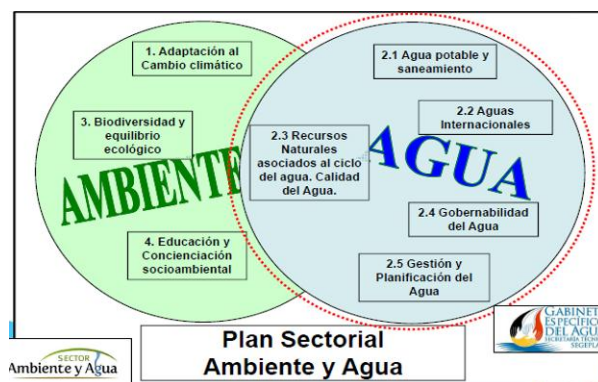 1. Adaptación al
Cambio climático
3. Biodiversidad y
equilibrio
ecológico
AMBIENTE
4. Educación y
Concienciación
socioambiental
2.1 Agua potable y
saneamiento
2.2 Aguas
Internacionales
2.3 Recursos
Naturales
asociados al ciclo
del agua. Calidad
del Agua.
AGUA
2.4 Gobernabilidad
del Agua
2.5 Gestión y
Planificación del
Agua
Plan Sectorial
Ambiente y Agua
SECTOR
Ambiente y Agua
GABINETE
ESPECÍFICO
DEL AGUA
SECRETARÍA TÉCNICA
SEGEPLAN